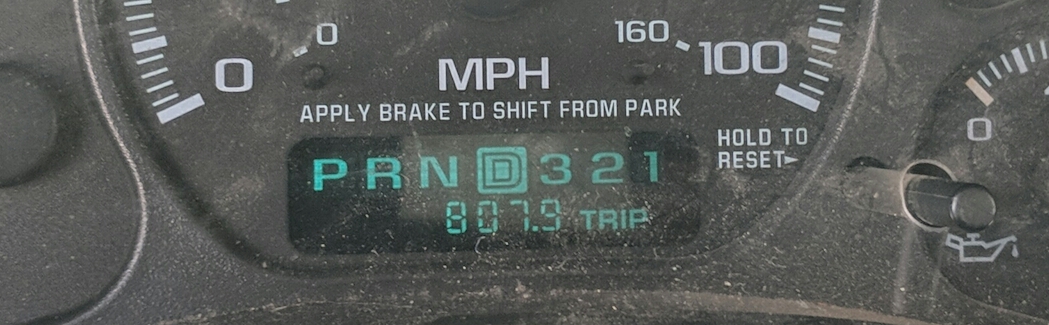 0 160
0 MPH 100
APPLY BRAKE TO SHIFT FROM PARK
HOLD TO
RESET
0
P R N D 3 2 1
807.9 TRIP